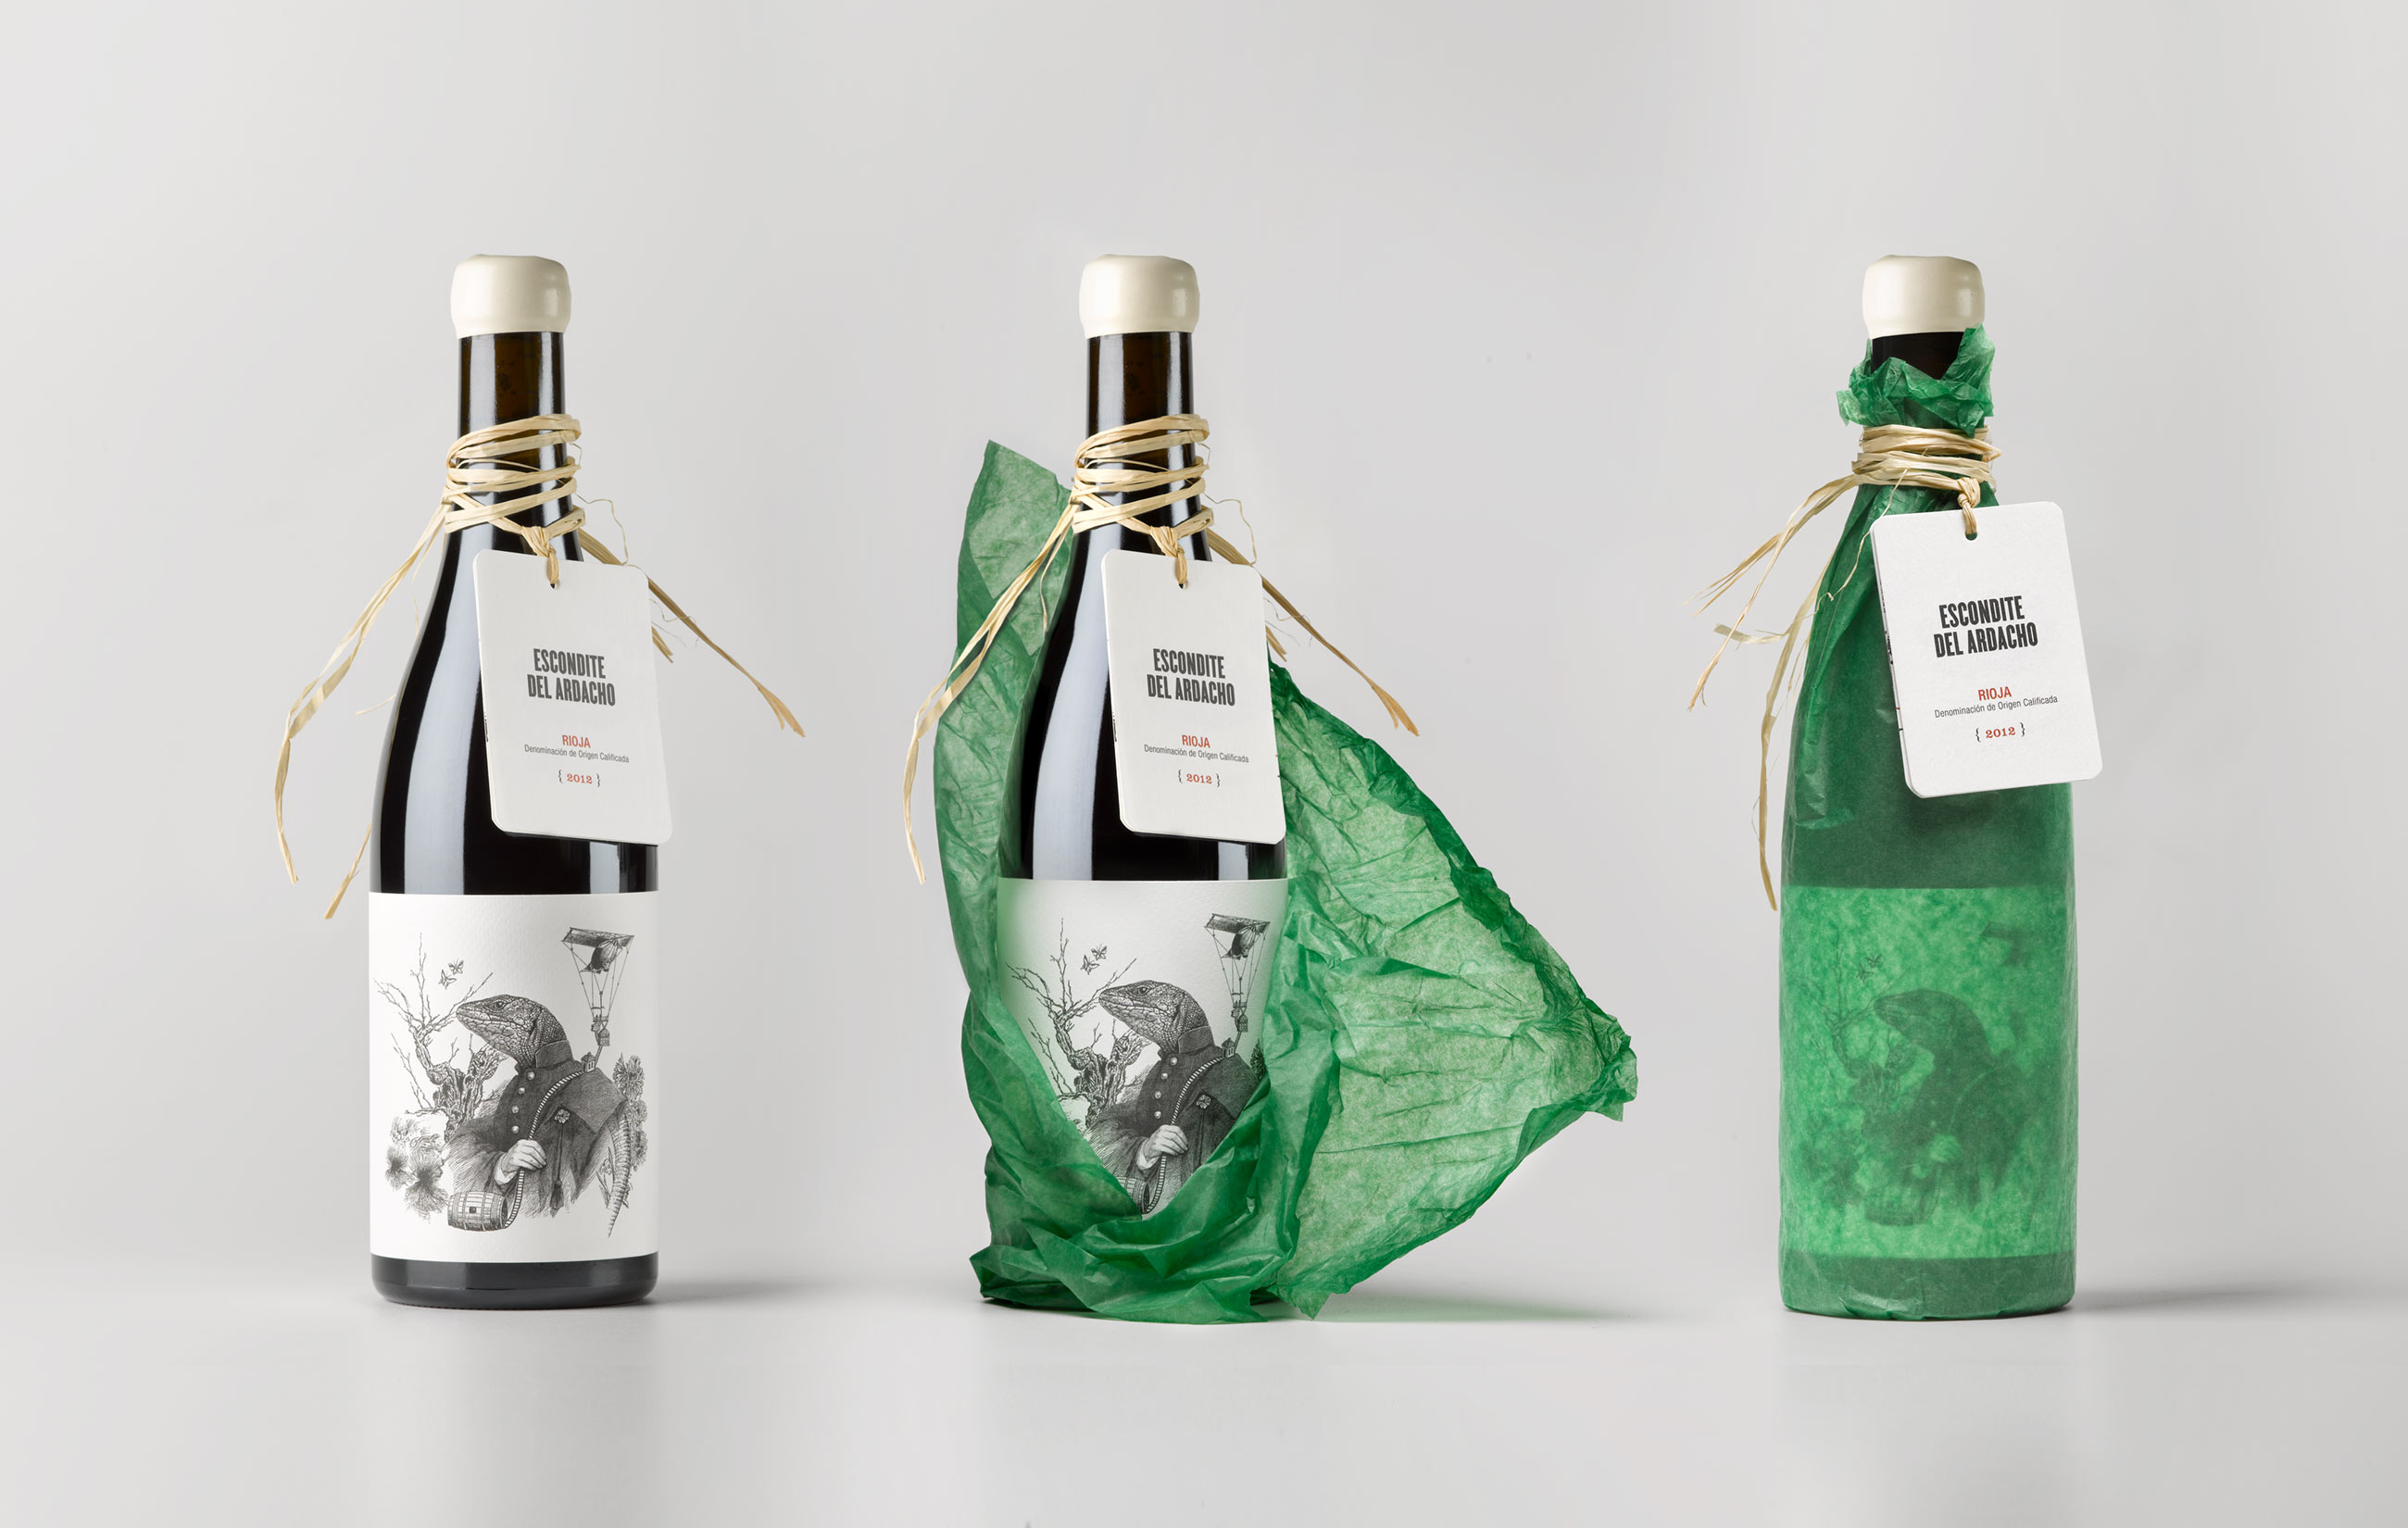 ESCONDITE
DEL ARDACHO
RIOJA
Denominación de Origen Calificada
{ 2012 }
ESCONDITE
DEL ARDACHO
RIOJA
Denominación de Origen Calificada
{ 2012 }
ESCONDITE
DEL ARDACHO
RIOJA
Denominación de Origen Calificada
{ 2012 }